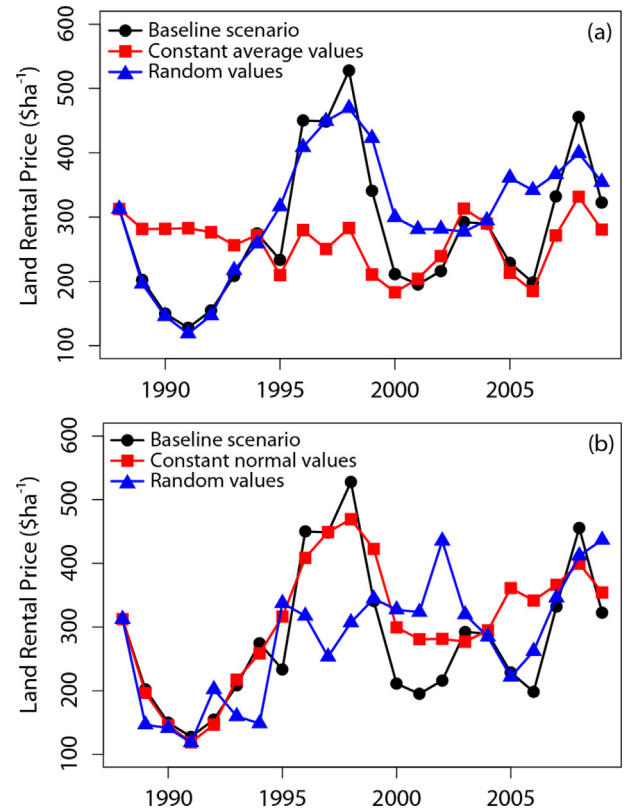 600
500
400
300
200
100
Land Rental Price ($ha⁻¹)
Baseline scenario
Constant average values
Random values
(a)
1990
1995
2000
2005
600
500
400
300
200
100
Land Rental Price ($ha⁻¹)
Baseline scenario
Constant normal values
Random values
(b)
1990
1995
2000
2005